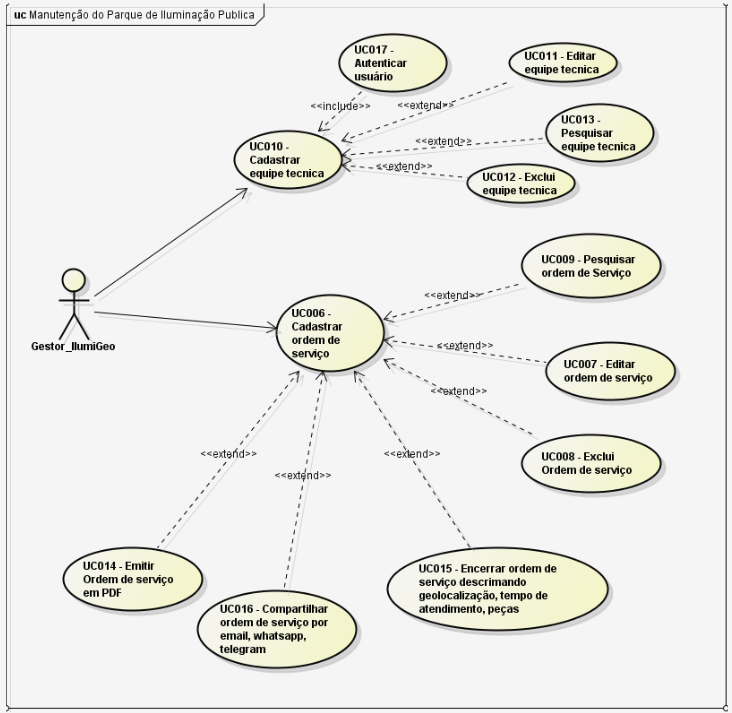 uc Manutenção do Parque de Iluminação Publica
UC017 -
Autenticar
usuário
UC011 - Editar
equipe tecnica
<<include>>
<<extend>>
UC013 -
Pesquisar
equipe tecnica
<<extend>>
UC010 -
Cadastrar
equipe tecnica
<<extend>>
UC012 - Exclui
equipe tecnica
UC009 - Pesquisar
ordem de Serviço
<<extend>>
Gestor_IlumiGeo
UC006 -
Cadastrar
ordem de
serviço
<<extend>>
UC007 - Editar
ordem de serviço
<<extend>>
UC008 - Exclui
Ordem de serviço
<<extend>>
<<extend>>
<<extend>>
UC014 - Emitir
Ordem de serviço
em PDF
UC016 - Compartilhar
ordem de serviço por
email, whatsapp,
telegram
UC015 - Encerrar ordem de
serviço descrimando
geolocalização, tempo de
atendimento, peças